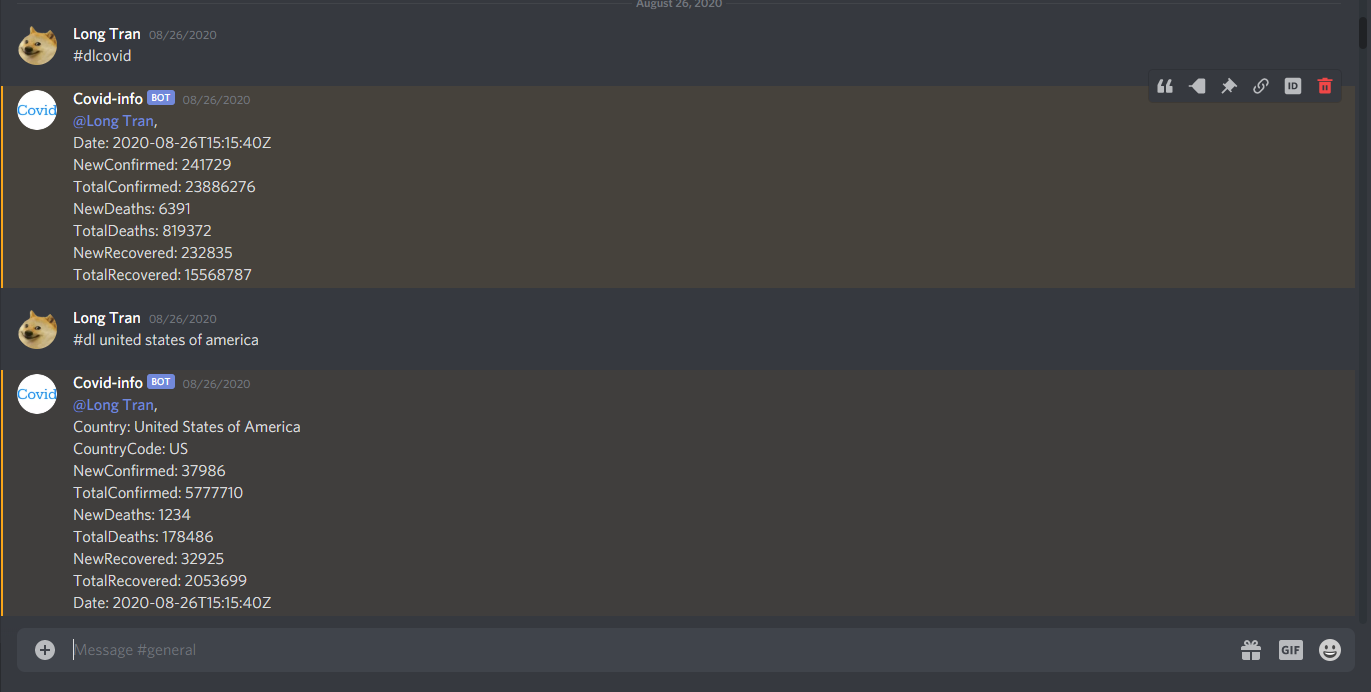 August 26, 2020
Long Tran 08/26/2020
#dlcovid
Covid
Covid-info BOT 08/26/2020
@Long Tran,
Date: 2020-08-26T15:15:40Z
NewConfirmed: 241729
TotalConfirmed: 23886276
NewDeaths: 6391
TotalDeaths: 819372
NewRecovered: 232835
TotalRecovered: 15568787
ID
Long Tran 08/26/2020
#dl united states of america
Covid
Covid-info BOT 08/26/2020
@Long Tran,
Country: United States of America
CountryCode: US
NewConfirmed: 37986
TotalConfirmed: 5777710
NewDeaths: 1234
TotalDeaths: 178486
NewRecovered: 32925
TotalRecovered: 2053699
Date: 2020-08-26T15:15:40Z
Message #general
GIF